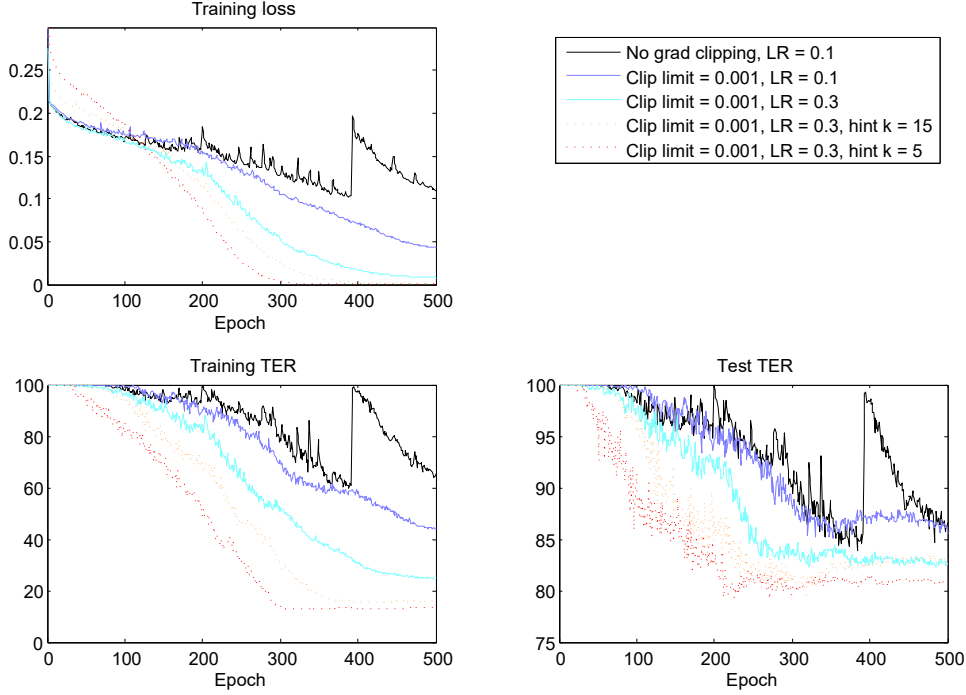 Training loss
0.25
0.2
0.15
0.1
0.05
0
0 100 200 300 400 500
Epoch
No grad clipping, LR = 0.1
Clip limit = 0.001, LR = 0.1
Clip limit = 0.001, LR = 0.3
Clip limit = 0.001, LR = 0.3, hint k = 15
Clip limit = 0.001, LR = 0.3, hint k = 5
Training TER
100
80
60
40
20
0
0 100 200 300 400 500
Epoch
Test TER
100
95
90
85
80
75
0 100 200 300 400 500
Epoch